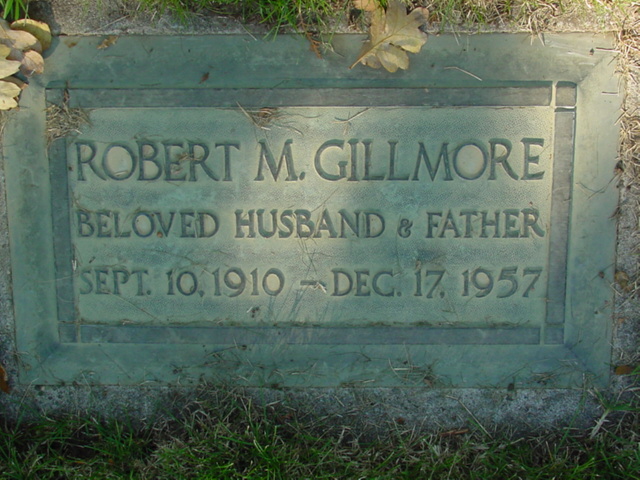 ROBERT M. GILLMORE
BELOVED HUSBAND & FATHER
SEPT. 10, 1910 – DEC. 17, 1957